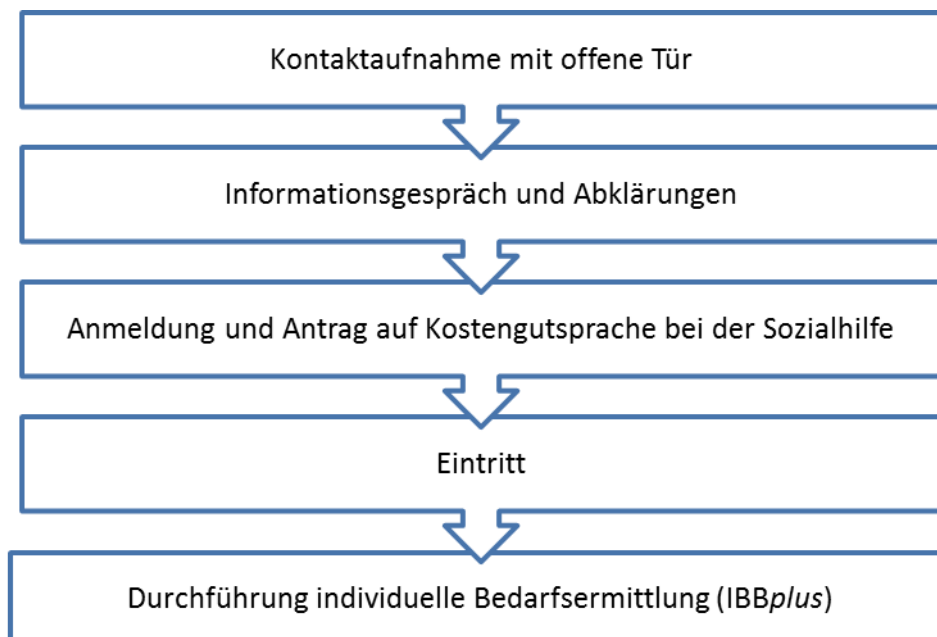 Kontaktaufnahme mit offene Tür
Informationsgespräch und Abklärungen
Anmeldung und Antrag auf Kostengutsprache bei der Sozialhilfe
Eintritt
Durchführung individuelle Bedarfsermittlung (IBBplus)